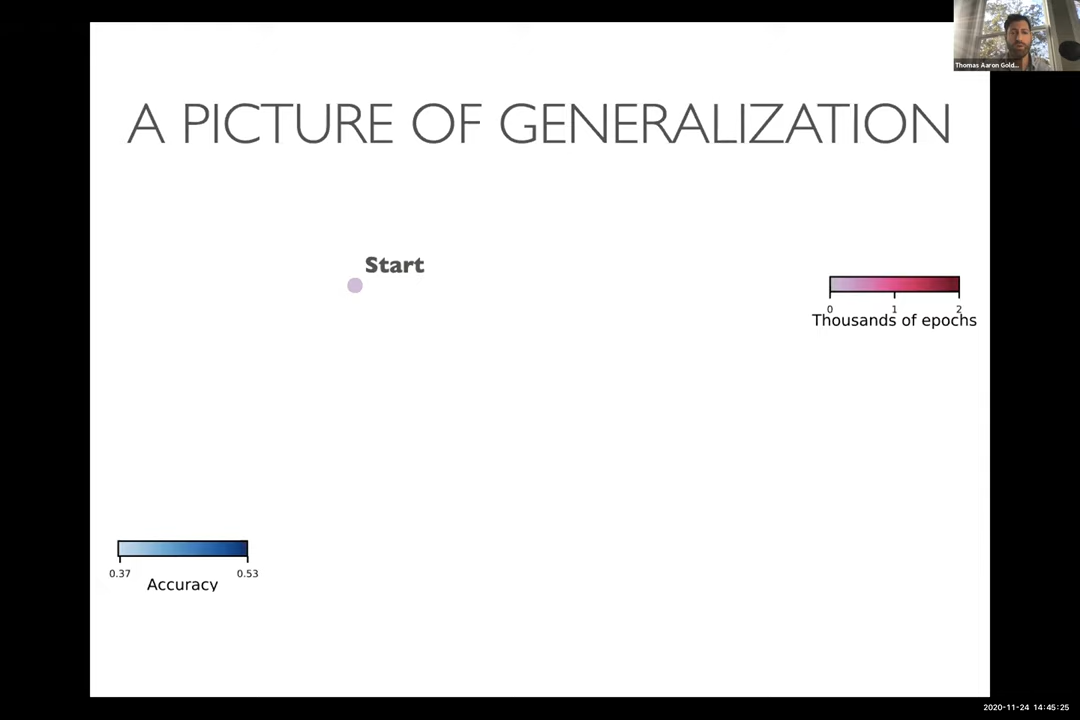 Thomas Aaron Gold...
A PICTURE OF GENERALIZATION
Start
0 1 2
Thousands of epochs
0.37 0.53
Accuracy
2020-11-24 14:45:25